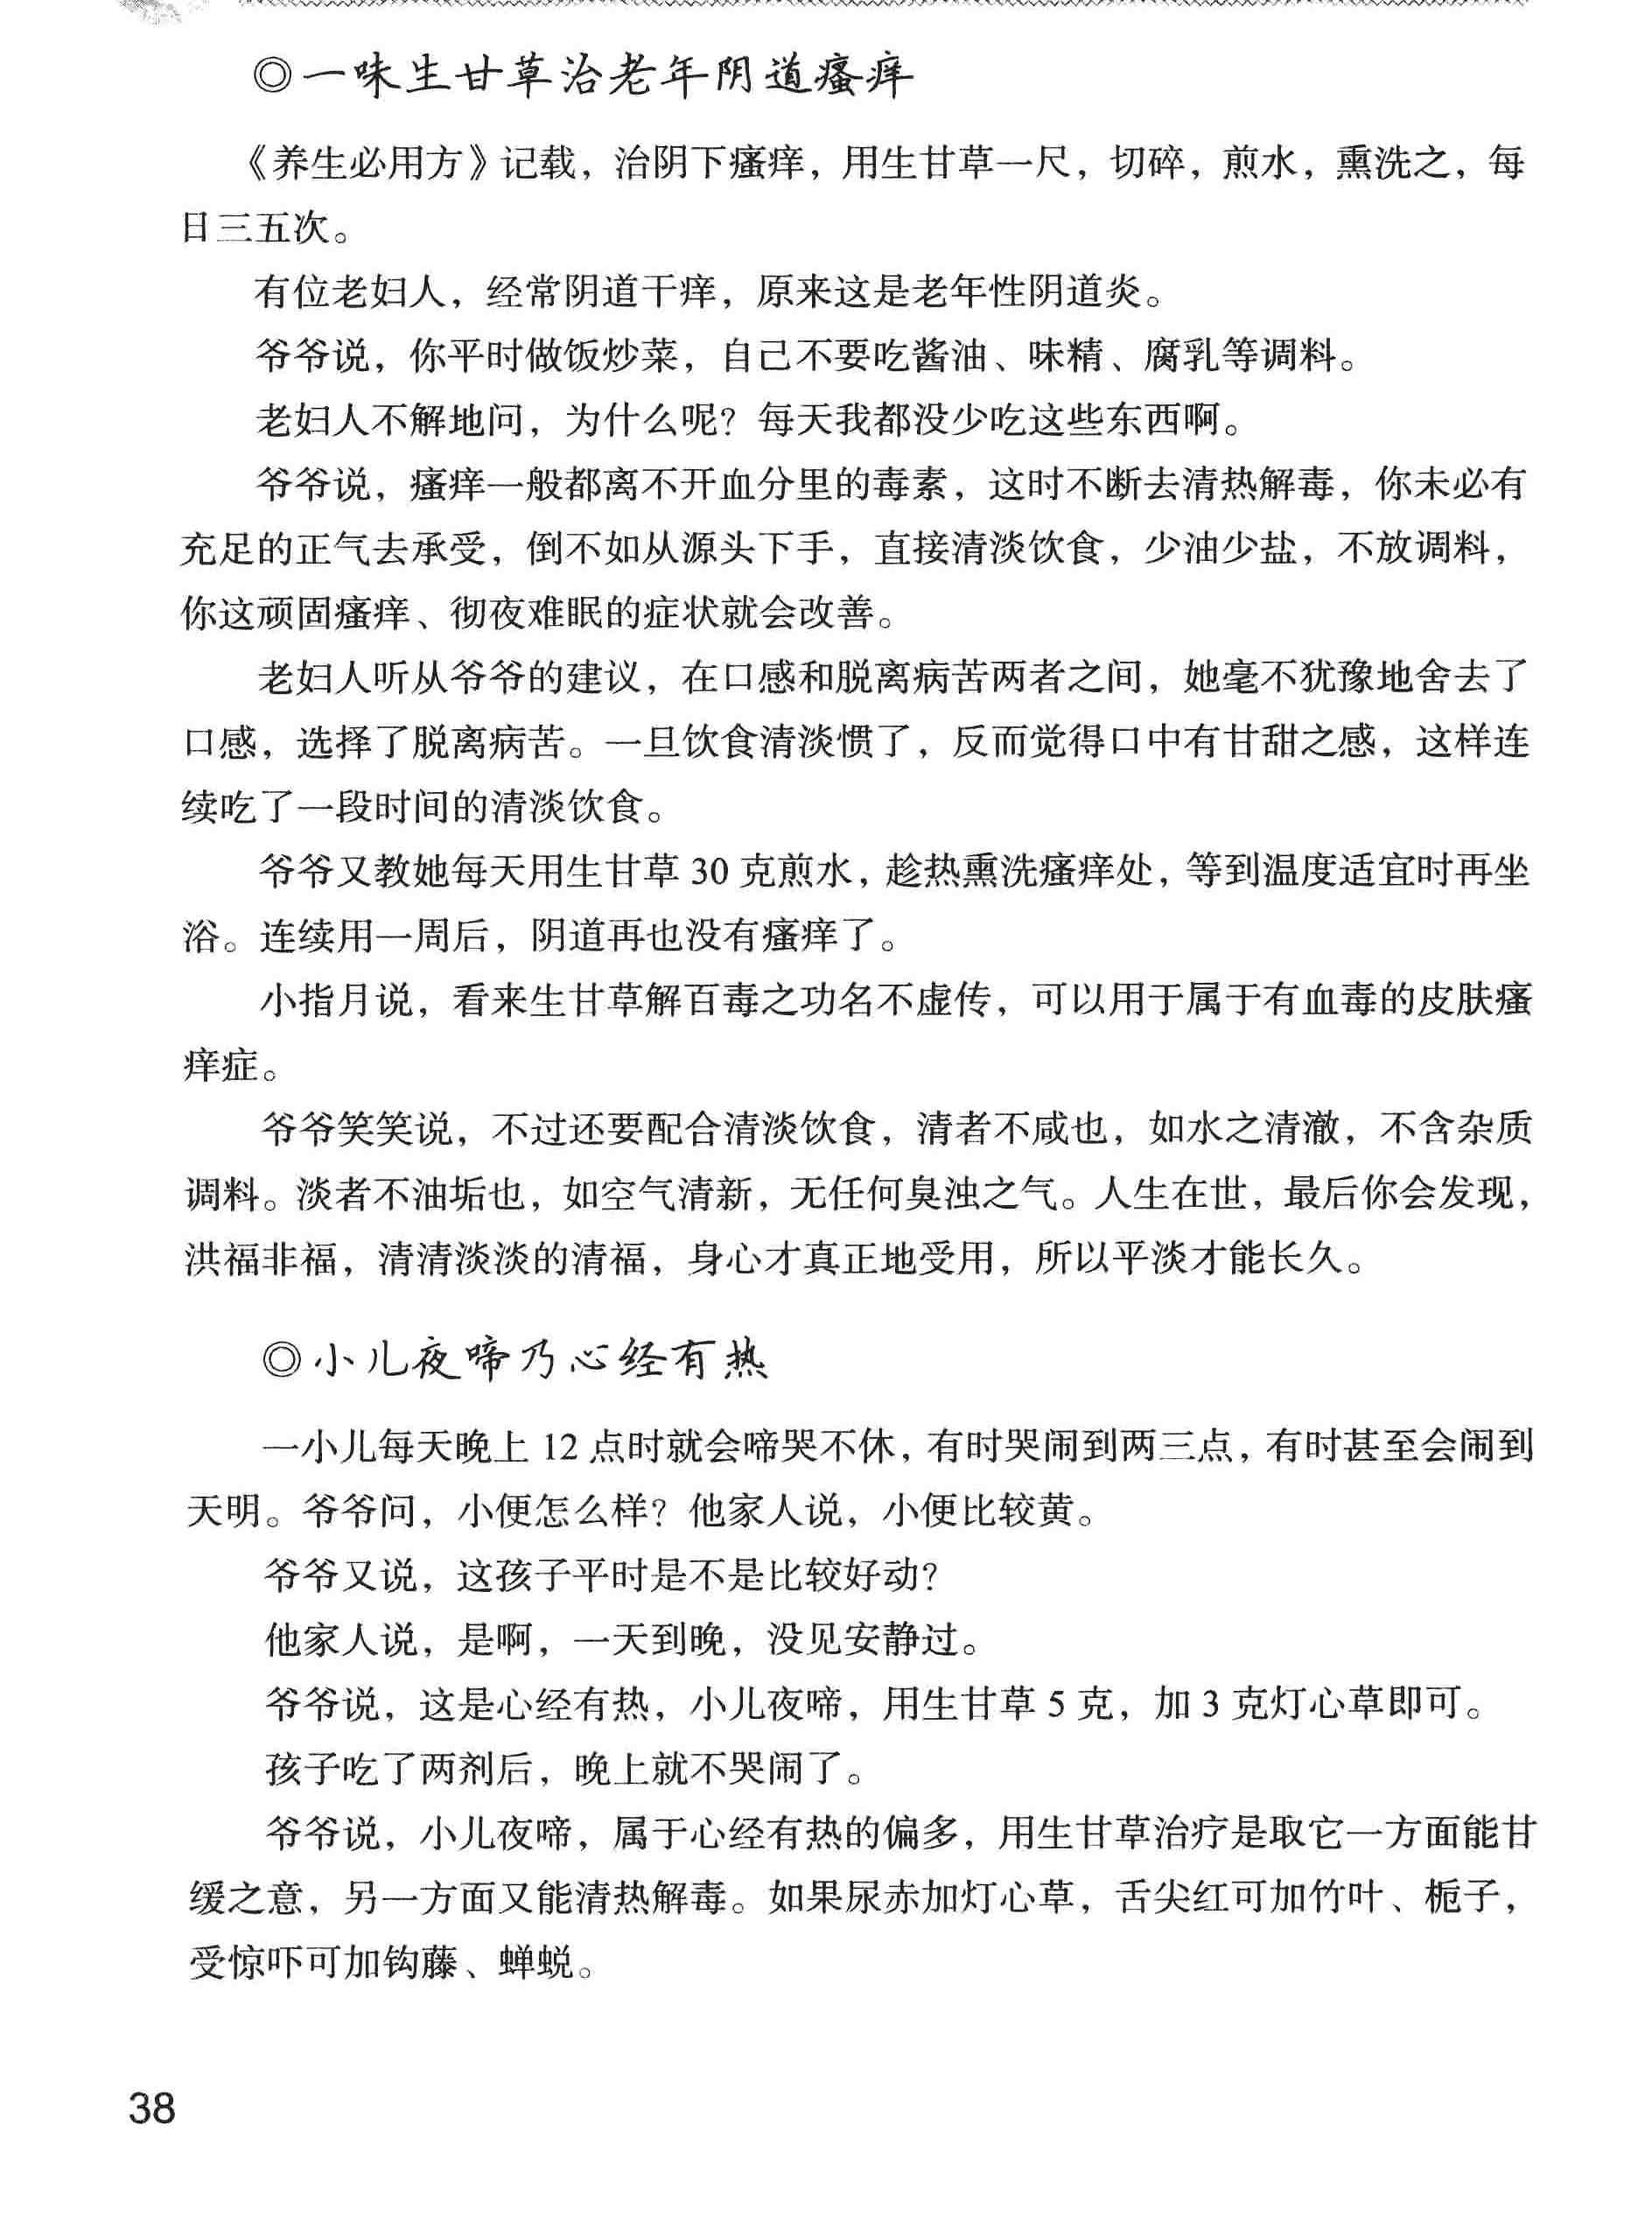 ◎一味生甘草治老年阴道瘙痒
《养生必用方》记载，治阴下瘙痒，用生甘草一尺，切碎，煎水，熏洗之，每
日三五次。
有位老妇人，经常阴道干痒，原来这是老年性阴道炎。
爷爷说，你平时做饭炒菜，自己不要吃酱油、味精、腐乳等调料。
老妇人不解地问，为什么呢？每天我都没少吃这些东西啊。
爷爷说，瘙痒一般都离不开血分里的毒素，这时不断去清热解毒，你未必有
充足的正气去承受，倒不如从源头下手，直接清淡饮食，少油少盐，不放调料，
你这顽固瘙痒、彻夜难眠的症状就会改善。
老妇人听从爷爷的建议，在口感和脱离病苦两者之间，她毫不犹豫地舍去了
口感，选择了脱离病苦。一旦饮食清淡惯了，反而觉得口中有甘甜之感，这样连
续吃了一段时间的清淡饮食。
爷爷又教她每天用生甘草 30 克煎水，趁热熏洗瘙痒处，等到温度适宜时再坐
浴。连续用一周后，阴道再也没有瘙痒了。
小指月说，看来生甘草解百毒之功名不虚传，可以用于属于有血毒的皮肤瘙
痒症。
爷爷笑笑说，不过还要配合清淡饮食，清者不咸也，如水之清澈，不含杂质
调料。淡者不油垢也，如空气清新，无任何臭浊之气。人生在世，最后你会发现，
洪福非福，清清淡淡的清福，身心才真正地受用，所以平淡才能长久。
◎小儿夜啼乃心经有热
一小儿每天晚上 12 点时就会啼哭不休，有时哭闹到两三点，有时甚至会闹到
天明。爷爷问，小便怎么样？他家人说，小便比较黄。
爷爷又说，这孩子平时是不是比较好动？
他家人说，是啊，一天到晚，没见安静过。
爷爷说，这是心经有热，小儿夜啼，用生甘草 5 克，加 3 克灯心草即可。
孩子吃了两剂后，晚上就不哭闹了。
爷爷说，小儿夜啼，属于心经有热的偏多，用生甘草治疗是取它一方面能甘
缓之意，另一方面又能清热解毒。如果尿赤加灯心草，舌尖红可加竹叶、栀子，
受惊吓可加钩藤、蝉蜕。
38